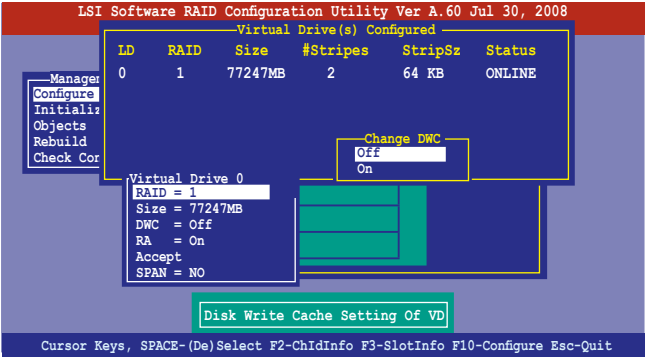 LSI Software RAID Configuration Utility Ver A.60 Jul 30, 2008
Virtual Drive(s) Configured
LD RAID Size #Stripes StripSz Status
0 1 77247MB 2 64 KB ONLINE
Manager
Configure
Initializ
Objects
Rebuild
Check Con
Change DWC
Off
On
Virtual Drive 0
RAID = 1
Size = 77247MB
DWC = Off
RA = On
Accept
SPAN = NO
Disk Write Cache Setting Of VD
Cursor Keys, SPACE-(De)Select F2-ChIdInfo F3-SlotInfo F10-Configure Esc-Quit